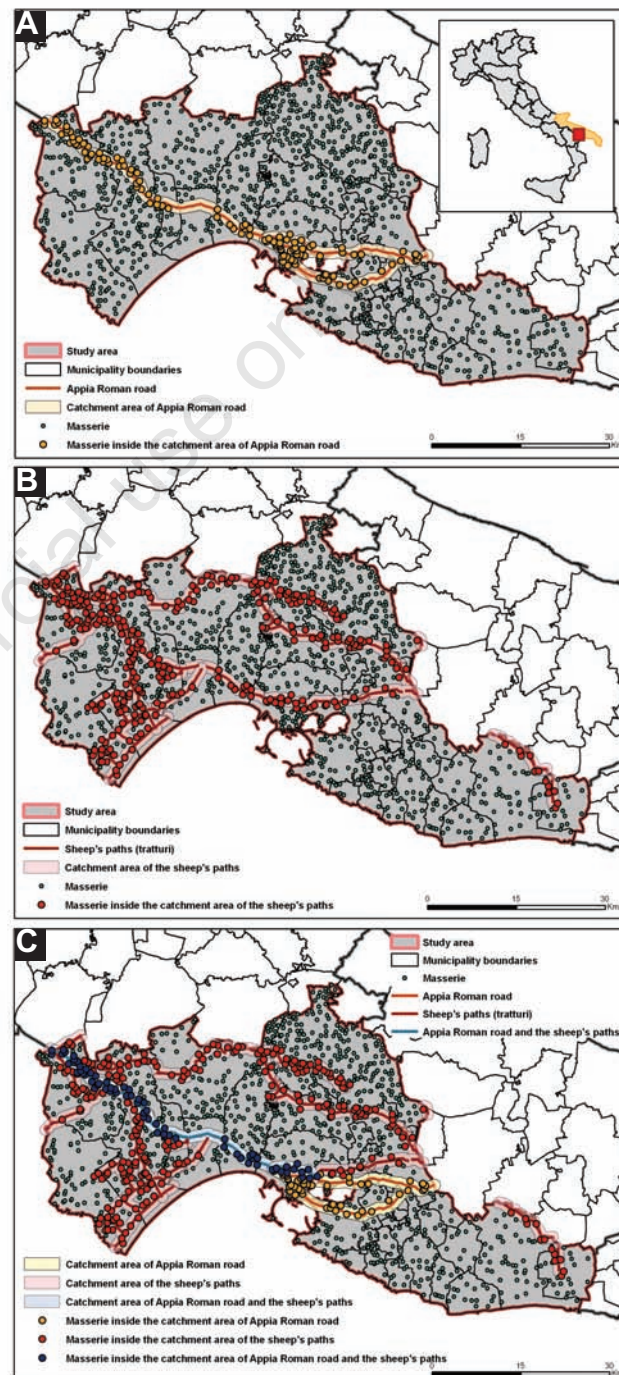 A
Study area
Municipality boundaries
Appia Roman road
Catchment area of Appia Roman road
Masserie
Masserie inside the catchment area of Appia Roman road
0 15 30
Km
B
Study area
Municipality boundaries
Sheep's paths (tratturi)
Catchment area of the sheep's paths
Masserie
Masserie inside the catchment area of the sheep's paths
0 15 30
Km
C
Study area
Municipality boundaries
Masserie
Appia Roman road
Sheep's paths (tratturi)
Appia Roman road and the sheep's paths
Catchment area of Appia Roman road
Catchment area of the sheep's paths
Catchment area of Appia Roman road and the sheep's paths
Masserie inside the catchment area of Appia Roman road
Masserie inside the catchment area of the sheep's paths
Masserie inside the catchment area of Appia Roman road and the sheep's paths
0 15 30